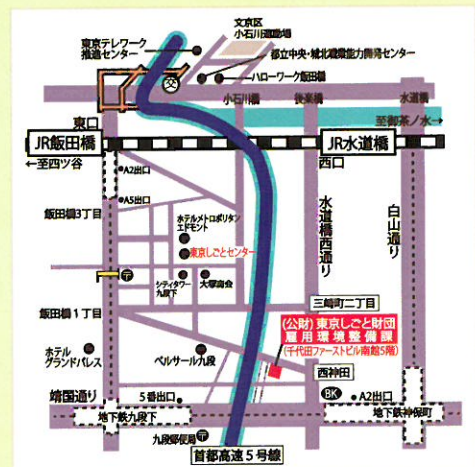 文京区
小石川運動場
東京テレワーク
推進センター
都立中央・城北職業能力開発センター
交
ハローワーク飯田橋
小石川橋
後楽橋
水道橋
至御茶ノ水→
東口
JR飯田橋
JR水道橋
←至四ツ谷
西口
A2出口
A5出口
飯田橋3丁目
ホテルメトロポリタン
エドモント
東京しごとセンター
水道橋西通り
白山通り
〒
シティタワー
九段下
大塚商会
飯田橋1丁目
三崎町二丁目
(公財)東京しごと財団
雇用環境整備課
(千代田ファーストビル南館5階)
ホテル
グランドパレス
ベルサール九段
西神田
靖国通り
5番出口
BK
A2出口
地下鉄九段下
地下鉄神保町
九段郵便局
〒
首都高速5号線